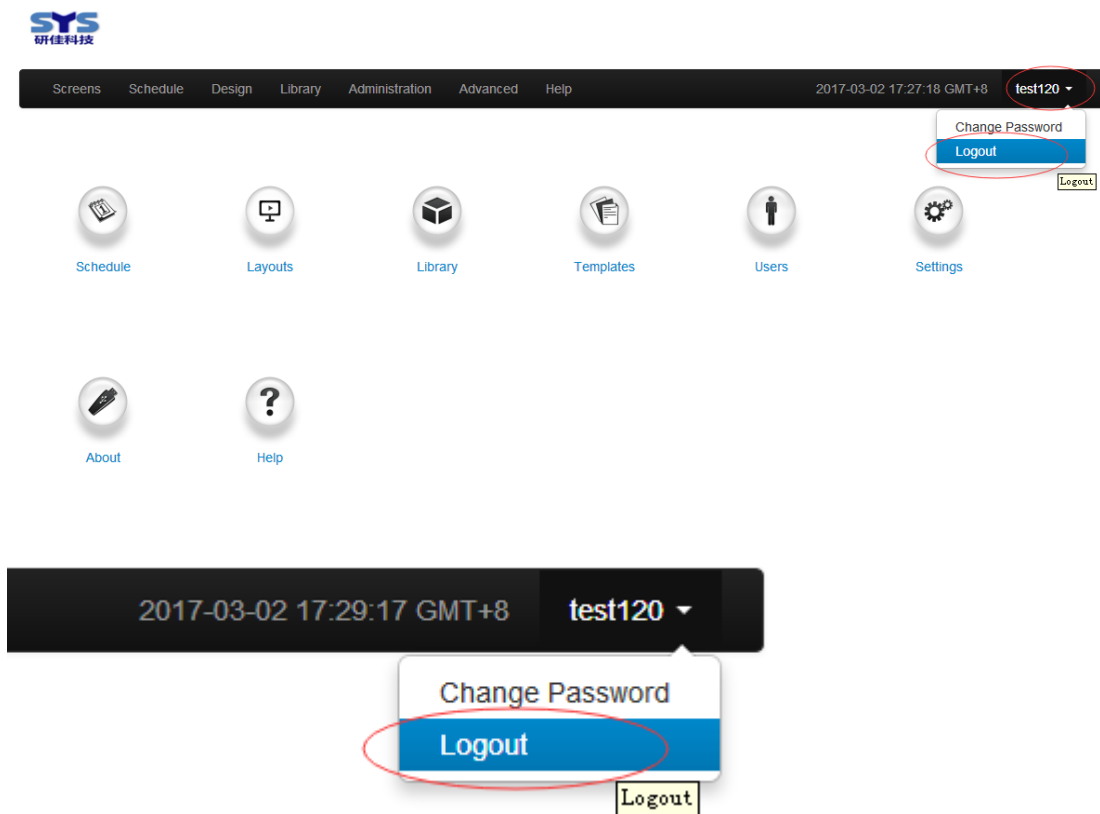 SYS
研佳科技
Screens Schedule Design Library Administration Advanced Help 2017-03-02 17:27:18 GMT+8 test120
Change Password
Logout
Logout
Schedule Layouts Library Templates Users Settings
About Help
2017-03-02 17:29:17 GMT+8 test120
Change Password
Logout
Logout